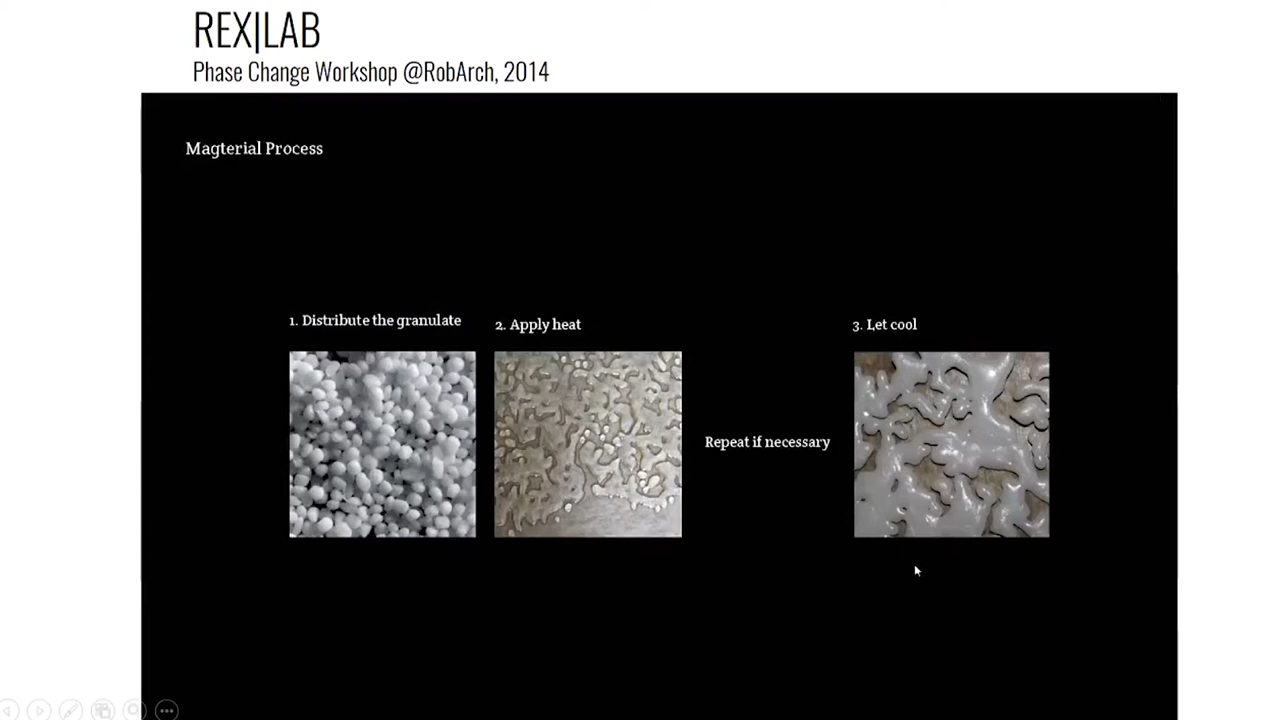 REX|LAB
Phase Change Workshop @RobArch, 2014
Magterial Process
1. Distribute the granulate
2. Apply heat
3. Let cool
Repeat if necessary